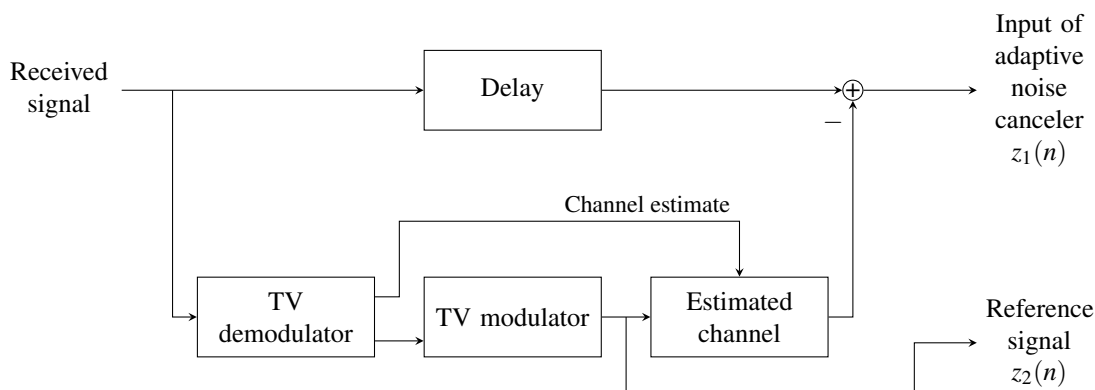 Received
signal
Delay
+
−
Input of
adaptive
noise
canceler
z₁(n)
Channel estimate
TV
demodulator
TV modulator
Estimated
channel
Reference
signal
z₂(n)